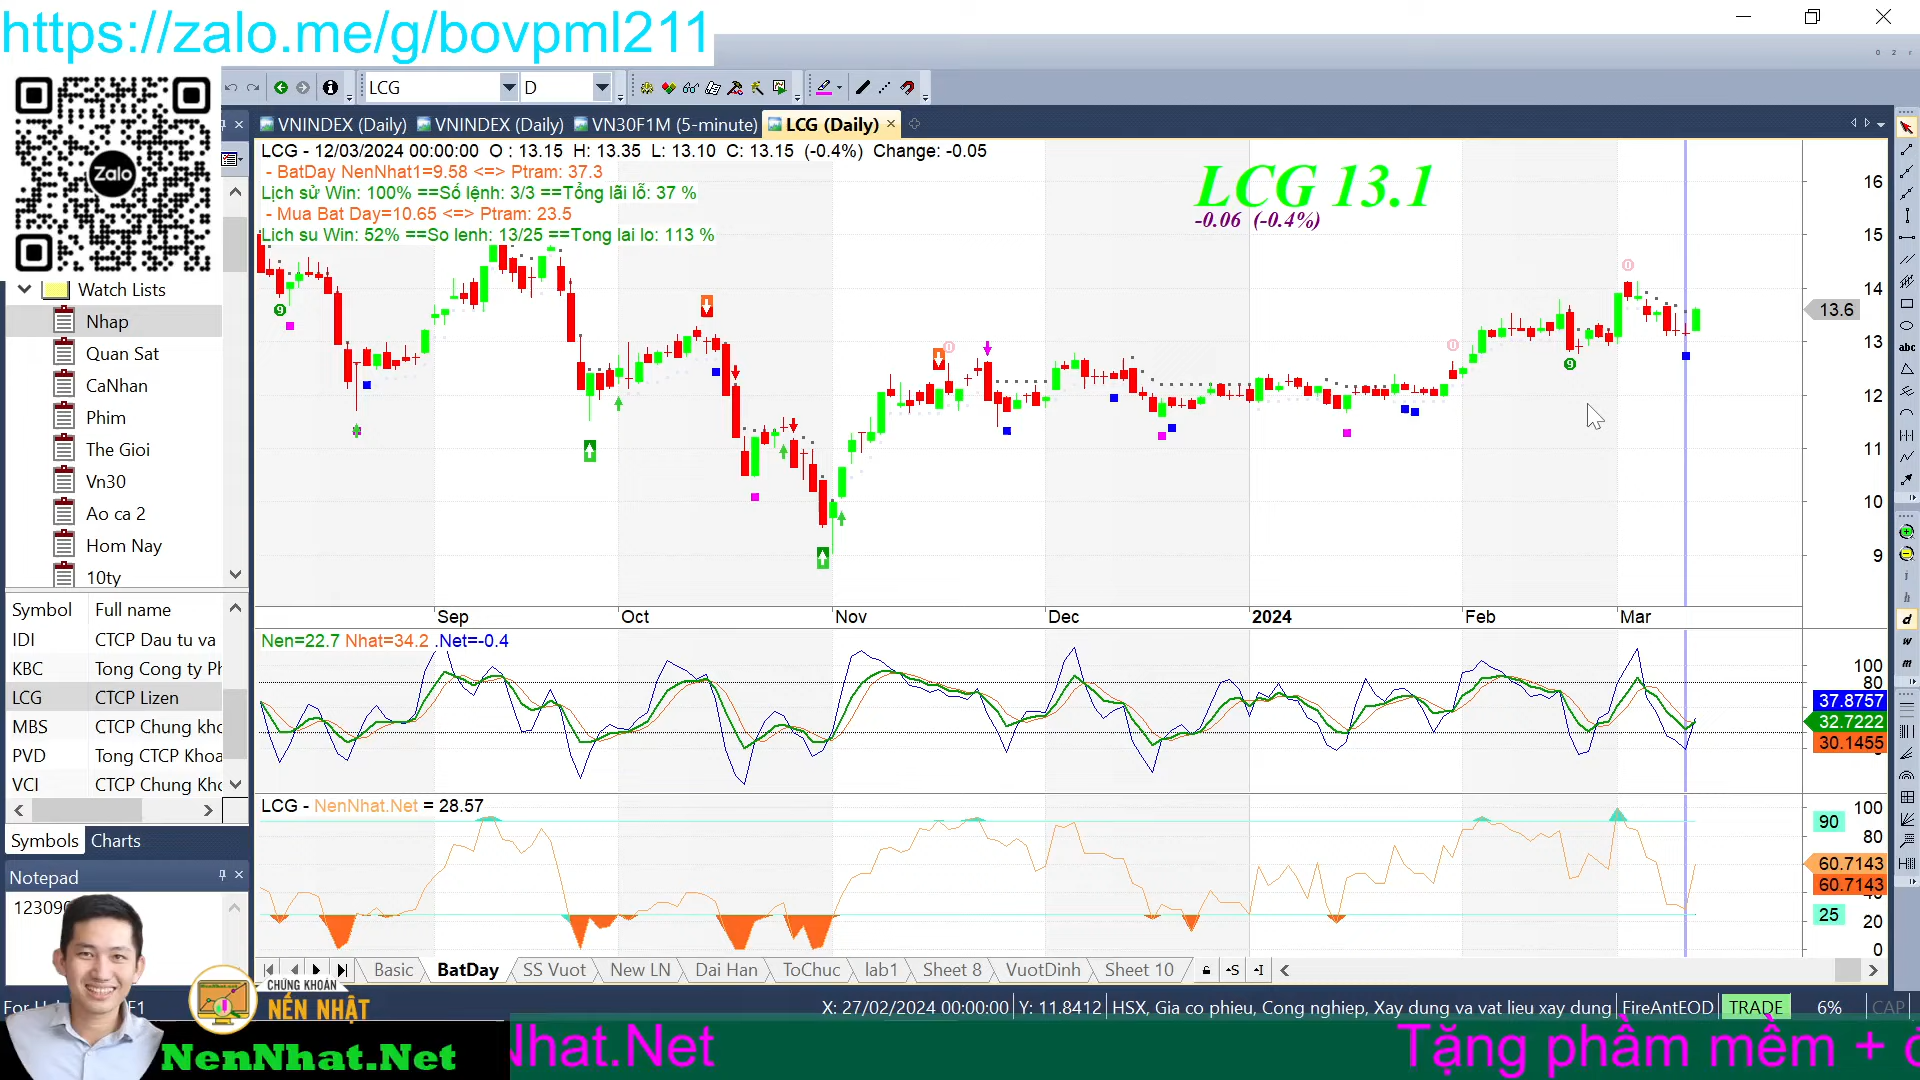 https://zalo.me/g/bovpml211
Zalo
LCG
D
VNINDEX (Daily)
VNINDEX (Daily)
VN30F1M (5-minute)
LCG (Daily)
LCG - 12/03/2024 00:00:00 O : 13.15 H: 13.35 L: 13.10 C: 13.15 (-0.4%) Change: -0.05
- BatDay NenNhat1=9.58 <=> Ptram: 37.3
Lịch sử Win: 100% ==Số lệnh: 3/3 ==Tổng lãi lỗ: 37 %
- Mua Bat Day=10.65 <=> Ptram: 23.5
Lich su Win: 52% ==So lenh: 13/25 ==Tong lai lo: 113 %
LCG 13.1
-0.06 (-0.4%)
16
15
14
13.6
13
12
11
10
9
Watch Lists
Nhap
Quan Sat
CaNhan
Phim
The Gioi
Vn30
Ao ca 2
Hom Nay
10ty
Symbol Full name
IDI CTCP Dau tu va
KBC Tong Cong ty Ph
LCG CTCP Lizen
MBS CTCP Chung kho
PVD Tong CTCP Khoa
VCI CTCP Chung Kho
Symbols
Charts
Notepad
12309
Sep
Oct
Nov
Dec
2024
Feb
Mar
Nen=22.7 Nhat=34.2 .Net=-0.4
100
80
37.8757
32.7222
30.1455
LCG - NenNhat.Net = 28.57
100
90
80
60.7143
60.7143
25
20
0
Basic
BatDay
SS Vuot
New LN
Dai Han
ToChuc
lab1
Sheet 8
VuotDinh
Sheet 10
X: 27/02/2024 00:00:00
Y: 11.8412
HSX, Gia co phieu, Cong nghiep, Xay dung va vat lieu xay dung
FireAntEOD
TRADE
6%
CAP
CHỨNG KHOÁN
NẾN NHẬT
NenNhat.Net
Nhat.Net
Tặng phầm mềm +
abc
d
w
m